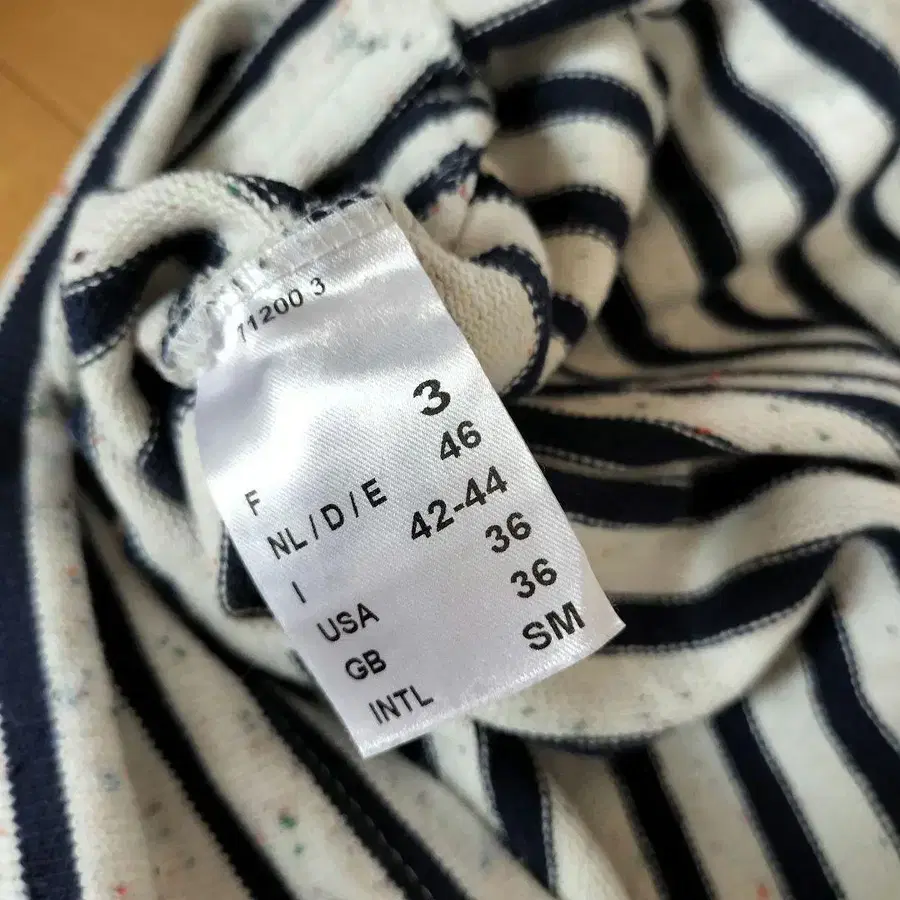 71200 3
F 3
NL / D / E 46
I 42-44
USA 36
GB 36
INTL SM